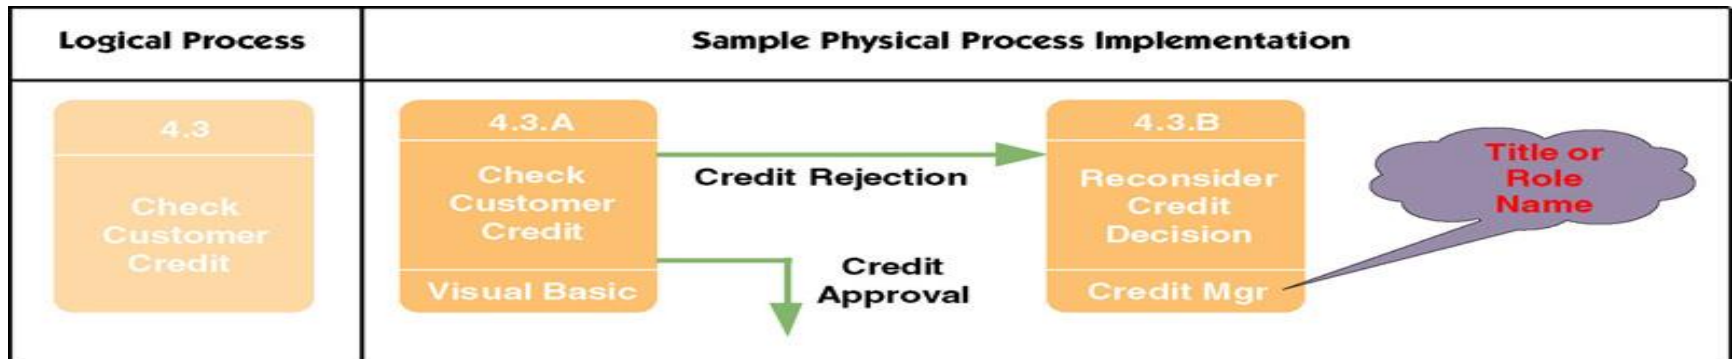 Logical Process
Sample Physical Process Implementation
4.3
Check
Customer
Credit
4.3.A
Check
Customer
Credit
Visual Basic
Credit Rejection
Credit
Approval
4.3.B
Reconsider
Credit
Decision
Credit Mgr
Title or
Role
Name